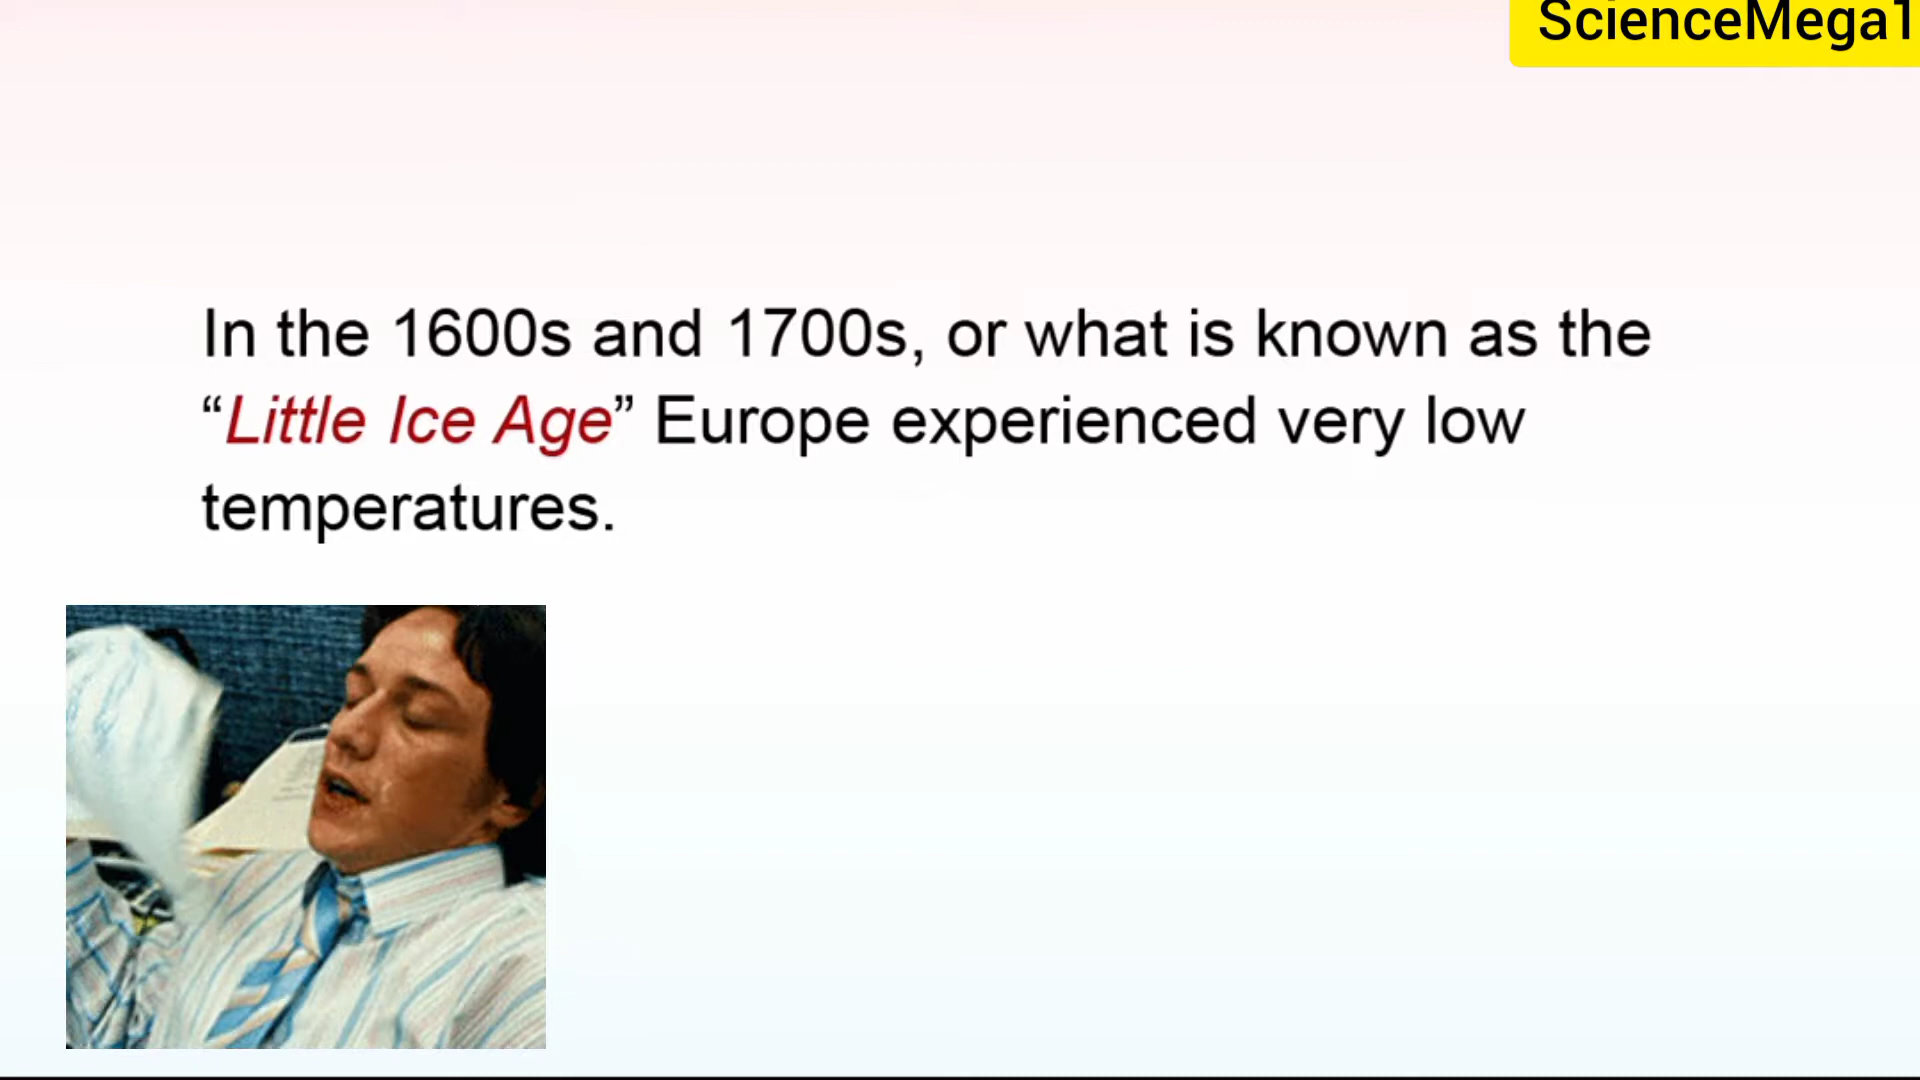 ScienceMega1
In the 1600s and 1700s, or what is known as the
“Little Ice Age” Europe experienced very low
temperatures.